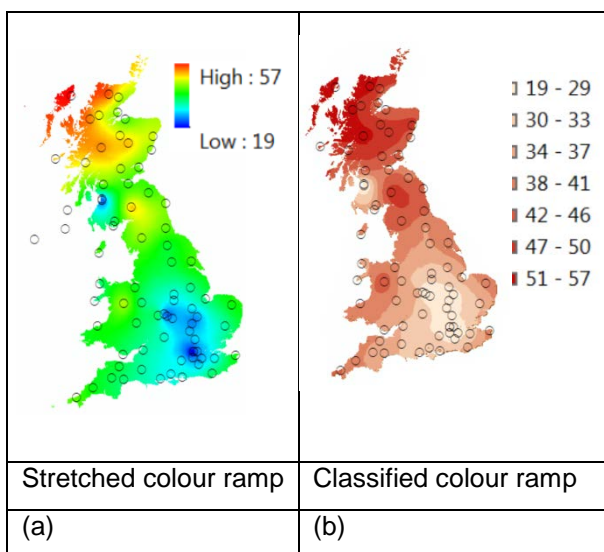 High : 57
Low : 19
19 - 29
30 - 33
34 - 37
38 - 41
42 - 46
47 - 50
51 - 57
Stretched colour ramp
Classified colour ramp
(a)
(b)